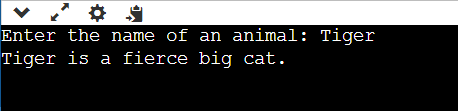 Enter the name of an animal: Tiger
Tiger is a fierce big cat.